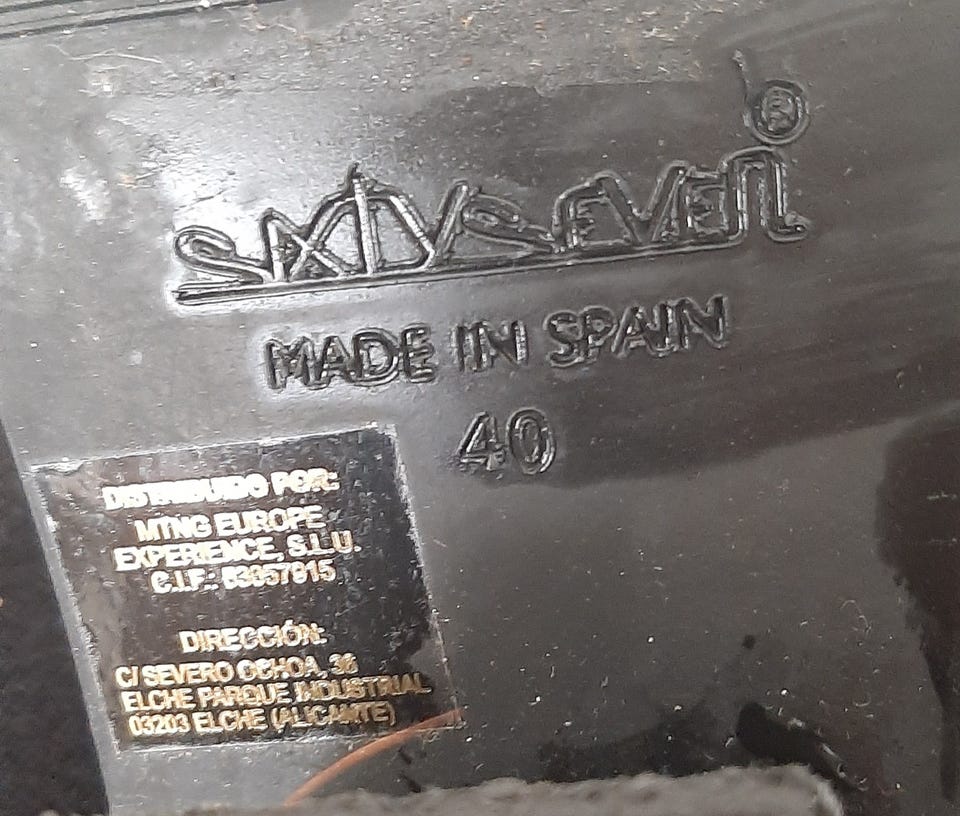 SIXTYSEVEN
MADE IN SPAIN
40
DISTRIBUIDO POR:
MTNG EUROPE
EXPERIENCE, S.L.U.
C.I.F.:
DIRECCIÓN:
C/ SEVERO OCHOA, 36
ELCHE PARQUE INDUSTRIAL
03203 ELCHE (ALICANTE)